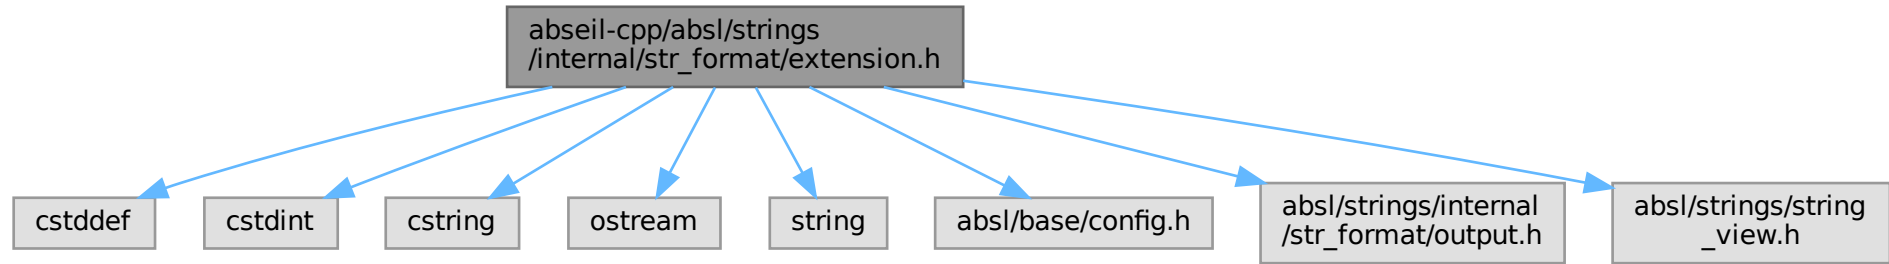 abseil-cpp/absl/strings
/internal/str_format/extension.h
cstddef
cstdint
cstring
ostream
string
absl/base/config.h
absl/strings/internal
/str_format/output.h
absl/strings/string
_view.h